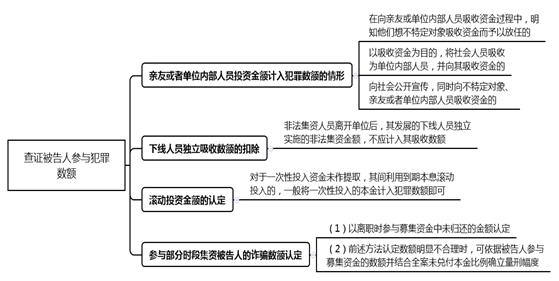 查证被告人参与犯罪
数额
亲友或者单位内部人员投资金额计入犯罪数额的情形
在向亲友或单位内部人员吸收资金过程中，明
知他们想不特定对象吸收资金而予以放任的
以吸收资金为目的，将社会人员吸收
为单位内部人员，并向其吸收资金的
向社会公开宣传，同时向不特定对象、
亲友或者单位内部人员吸收资金的
下线人员独立吸收数额的扣除
非法集资人员离开单位后，其发展的下线人员独立
实施的非法集资金额，不应计入其吸收数额
滚动投资金额的认定
对于一次性投入资金未作提取，其间利用到期本息滚动
投入的，一般将一次性投入的本金计入犯罪数额即可
参与部分时段集资被告人的诈骗数额认定
（1）以离职时参与募集资金中未归还的金额认定
（2）前述方法认定数额明显不合理时，可依据被告人参与
募集资金的数额并结合全案未兑付本金比例确立量刑幅度